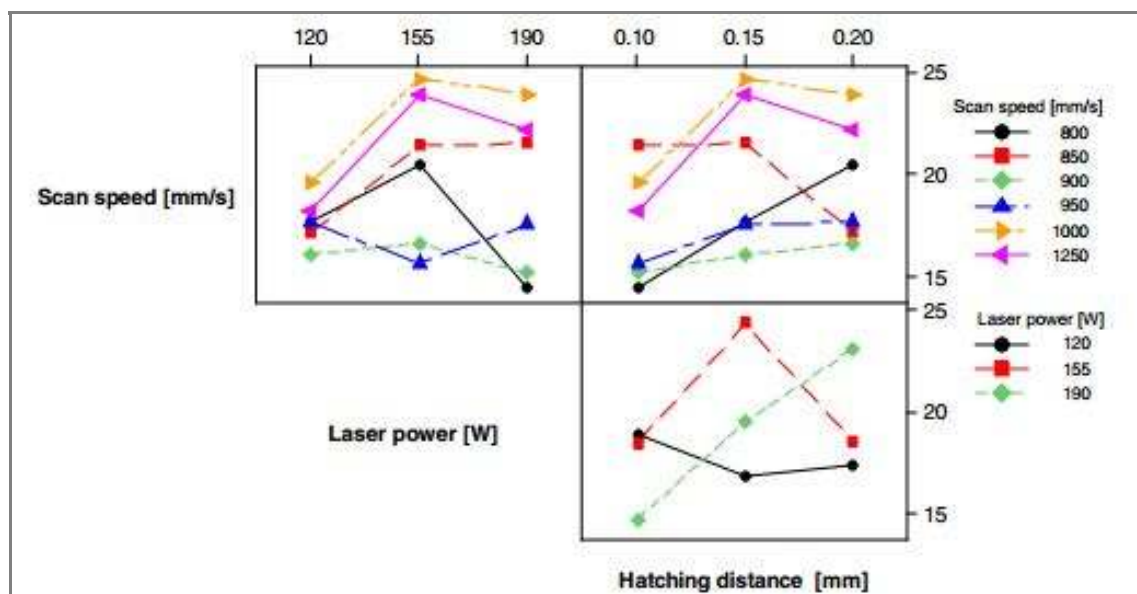 120 155 190 0.10 0.15 0.20
25
Scan speed [mm/s]
800
850
20
900
Scan speed [mm/s]
950
1000
1250
15
25
Laser power [W]
120
155
190
20
Laser power [W]
15
Hatching distance [mm]